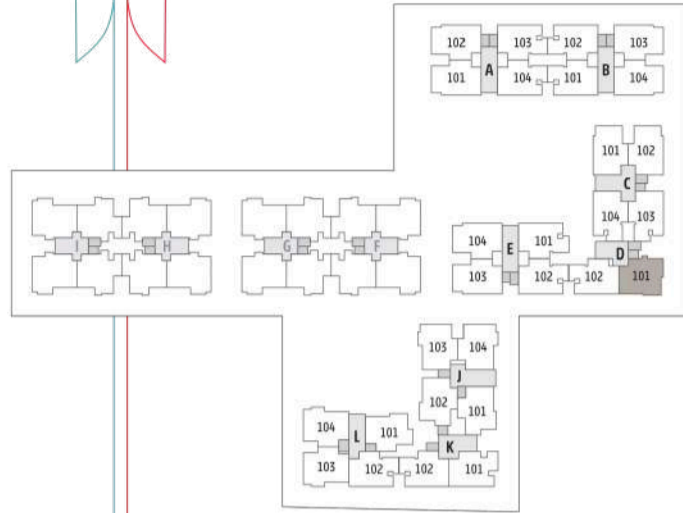 102 103 102 103
A B
101 104 101 104
101 102
C
104 103
I H G F
104 E 101
D
103 102 102 101
103 104
J
102 101
104 L 101
K
103 102 102 101